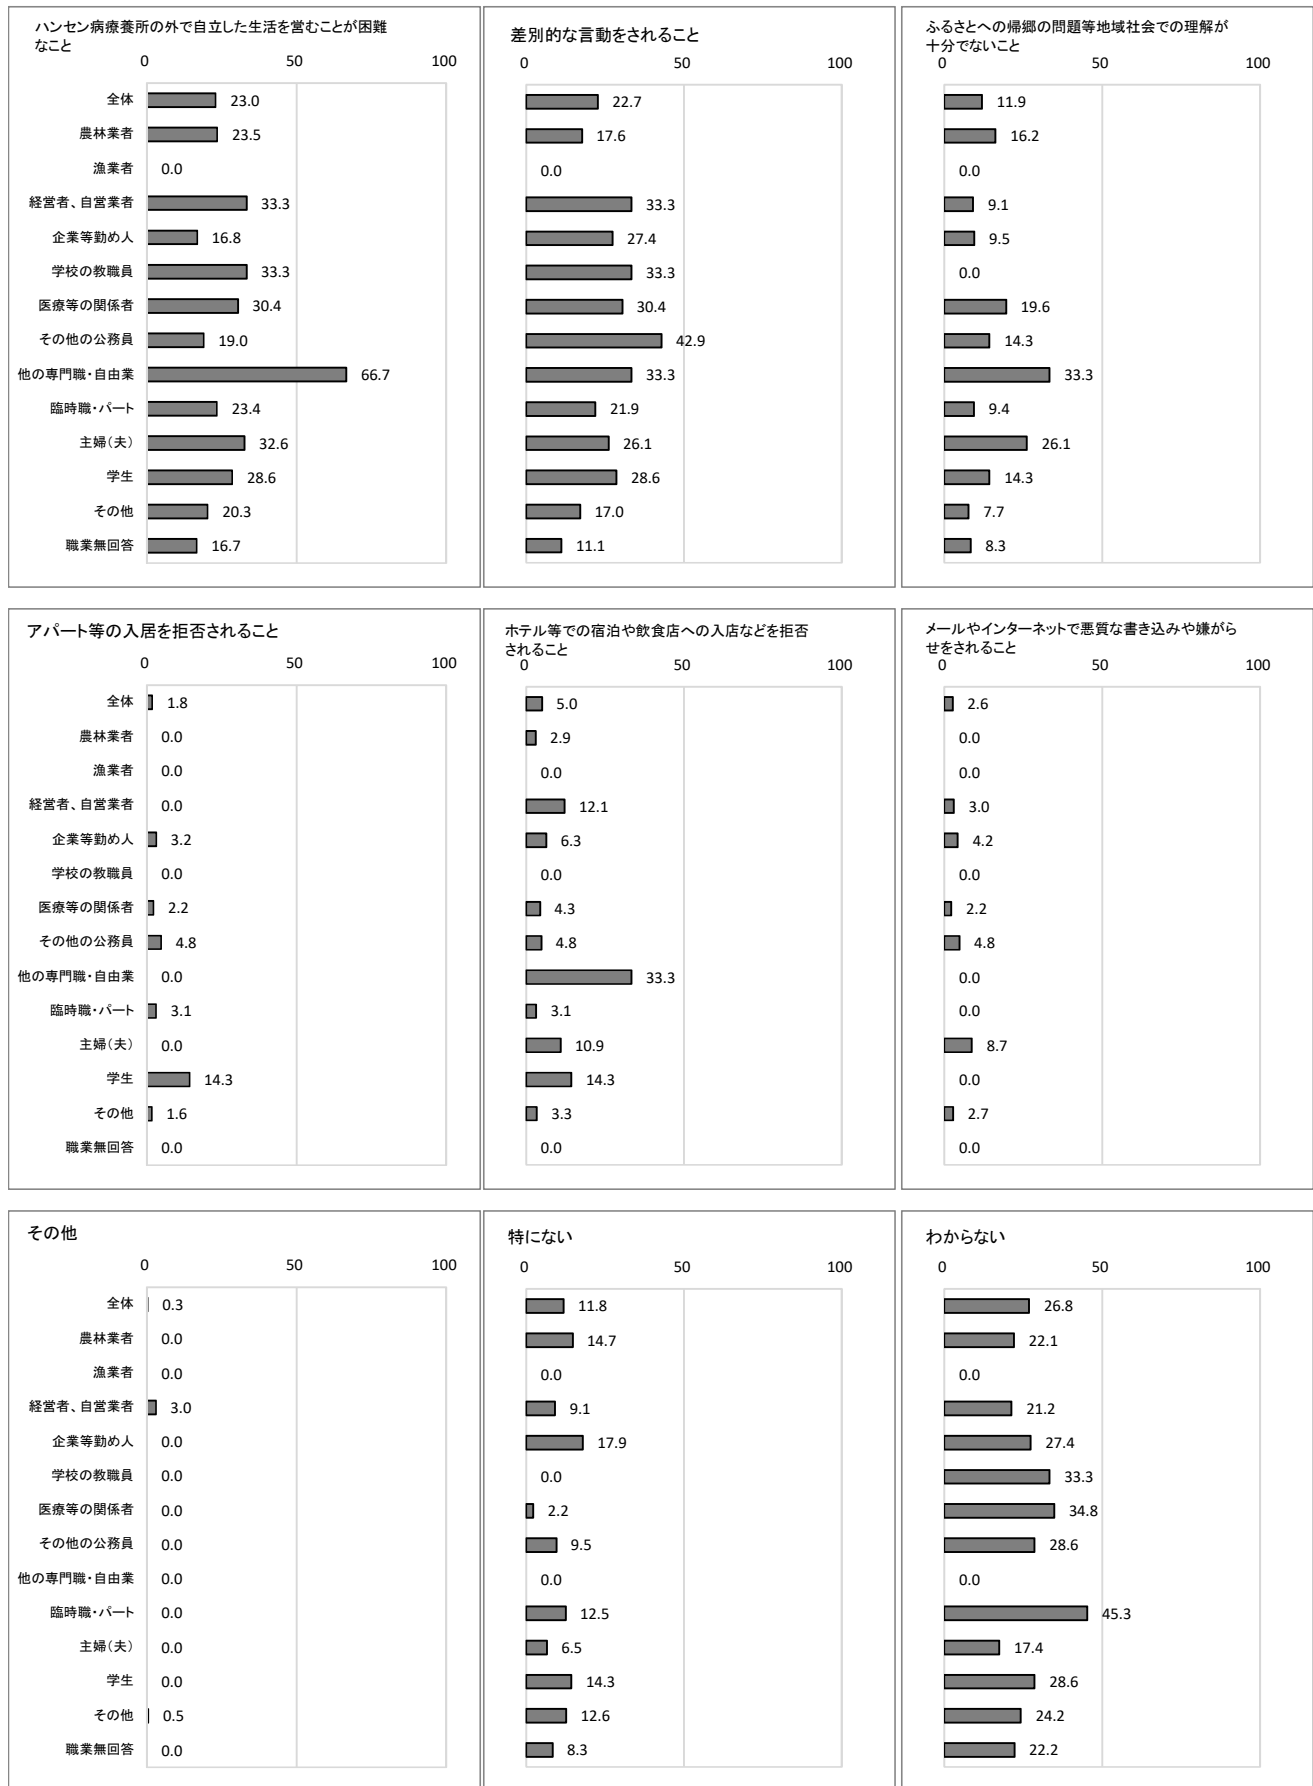 ハンセン病療養所の外で自立した生活を営むことが困難
なこと
0 50 100
全体 23.0
農林業者 23.5
漁業者 0.0
経営者、自営業者 33.3
企業等勤め人 16.8
学校の教職員 33.3
医療等の関係者 30.4
その他の公務員 19.0
他の専門職・自由業 66.7
臨時職・パート 23.4
主婦(夫) 32.6
学生 28.6
その他 20.3
職業無回答 16.7
差別的な言動をされること
0 50 100
22.7
17.6
0.0
33.3
27.4
33.3
30.4
42.9
33.3
21.9
26.1
28.6
17.0
11.1
ふるさとへの帰郷の問題等地域社会での理解が
十分でないこと
0 50 100
11.9
16.2
0.0
9.1
9.5
0.0
19.6
14.3
33.3
9.4
26.1
14.3
7.7
8.3
アパート等の入居を拒否されること
0 50 100
全体 1.8
農林業者 0.0
漁業者 0.0
経営者、自営業者 0.0
企業等勤め人 3.2
学校の教職員 0.0
医療等の関係者 2.2
その他の公務員 4.8
他の専門職・自由業 0.0
臨時職・パート 3.1
主婦(夫) 0.0
学生 14.3
その他 1.6
職業無回答 0.0
ホテル等での宿泊や飲食店への入店などを拒否
されること
0 50 100
5.0
2.9
0.0
12.1
6.3
0.0
4.3
4.8
33.3
3.1
10.9
14.3
3.3
0.0
メールやインターネットで悪質な書き込みや嫌がら
せをされること
0 50 100
2.6
0.0
0.0
3.0
4.2
0.0
2.2
4.8
0.0
0.0
8.7
0.0
2.7
0.0
その他
0 50 100
全体 0.3
農林業者 0.0
漁業者 0.0
経営者、自営業者 3.0
企業等勤め人 0.0
学校の教職員 0.0
医療等の関係者 0.0
その他の公務員 0.0
他の専門職・自由業 0.0
臨時職・パート 0.0
主婦(夫) 0.0
学生 0.0
その他 0.5
職業無回答 0.0
特にない
0 50 100
11.8
14.7
0.0
9.1
17.9
0.0
2.2
9.5
0.0
12.5
6.5
14.3
12.6
8.3
わからない
0 50 100
26.8
22.1
0.0
21.2
27.4
33.3
34.8
28.6
0.0
45.3
17.4
28.6
24.2
22.2